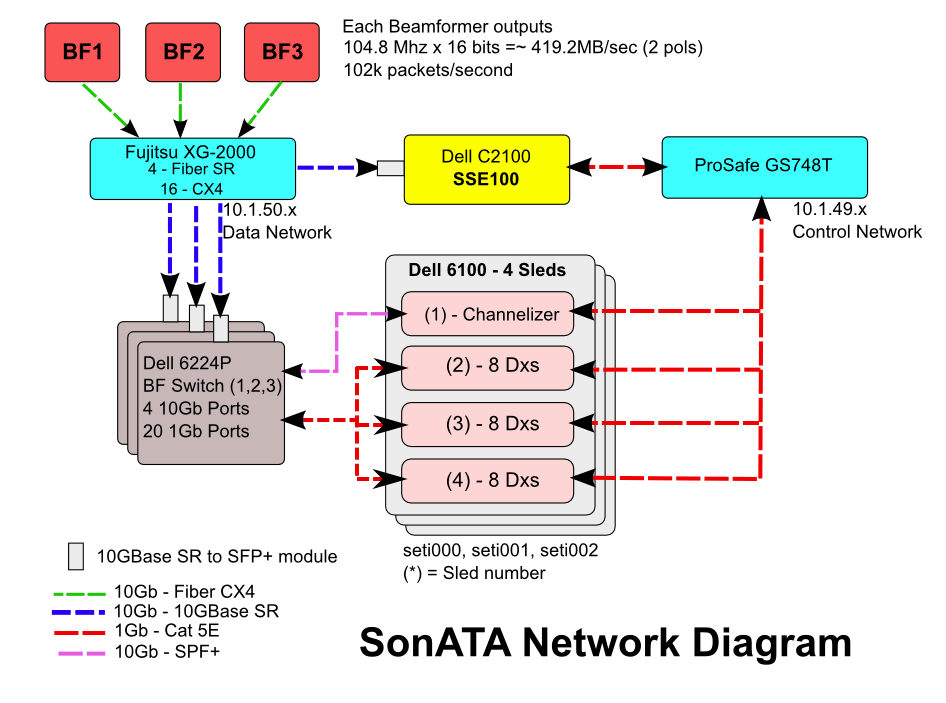 BF1
BF2
BF3
Each Beamformer outputs
104.8 Mhz x 16 bits =~ 419.2MB/sec (2 pols)
102k packets/second
Fujitsu XG-2000
4 - Fiber SR
16 - CX4
Dell C2100
SSE100
ProSafe GS748T
10.1.50.x
Data Network
10.1.49.x
Control Network
Dell 6100 - 4 Sleds
(1) - Channelizer
(2) - 8 Dxs
(3) - 8 Dxs
(4) - 8 Dxs
Dell 6224P
BF Switch (1,2,3)
4 10Gb Ports
20 1Gb Ports
seti000, seti001, seti002
(*) = Sled number
10GBase SR to SFP+ module
10Gb - Fiber CX4
10Gb - 10GBase SR
1Gb - Cat 5E
10Gb - SPF+
SonATA Network Diagram